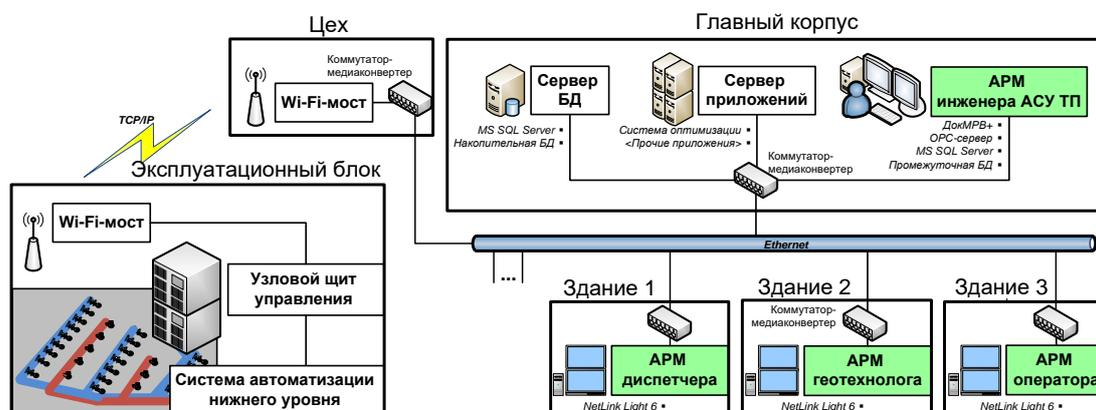 Цех
Коммутатор-
медиаконвертер
Wi-Fi-мост
TCP/IP
Главный корпус
Сервер
БД
MS SQL Server
Накопительная БД
Сервер
приложений
Система оптимизации
<Прочие приложения>
АРМ
инженера АСУ ТП
ДокМРВ+
OPC-сервер
MS SQL Server
Промежуточная БД
Коммутатор-
медиаконвертер
Эксплуатационный блок
Wi-Fi-мост
Узловой щит
управления
Система автоматизации
нижнего уровня
Ethernet
...
Здание 1
АРМ
диспетчера
NetLink Light 6
Здание 2
Коммутатор-
медиаконвертер
АРМ
геотехнолога
NetLink Light 6
Здание 3
АРМ
оператора
NetLink Light 6